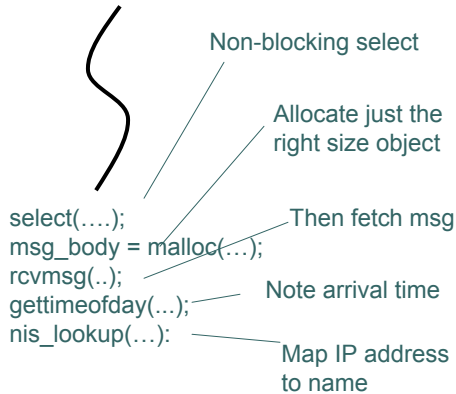 Non-blocking select
Allocate just the
right size object
select(….);
msg_body = malloc(…);
Then fetch msg
rcvmsg(..);
gettimeofday(...);
Note arrival time
nis_lookup(…):
Map IP address
to name